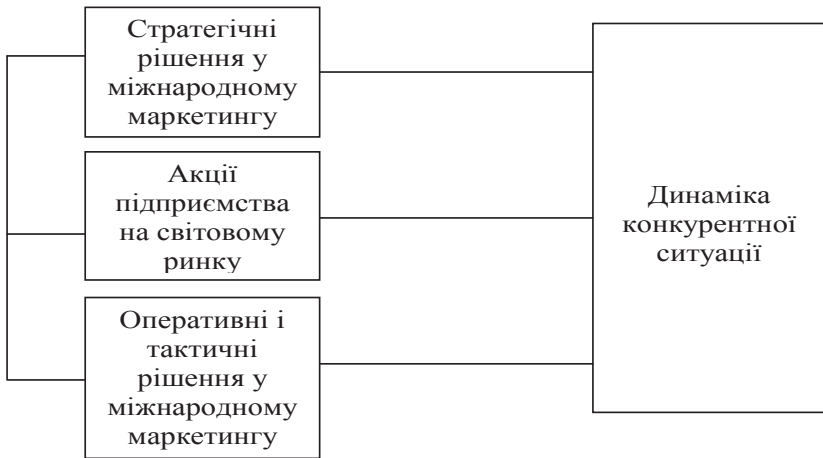 Стратегічні
рішення у
міжнародному
маркетингу
Акції
підприємства
на світовому
ринку
Оперативні і
тактичні
рішення у
міжнародному
маркетингу
Динаміка
конкурентної
ситуації